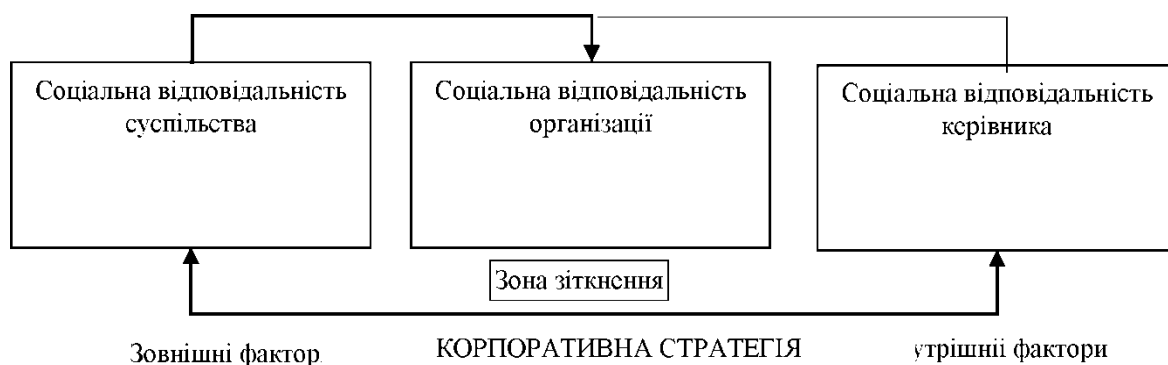 Соціальна відповідальність
суспільства
Соціальна відповідальність
організації
Соціальна відповідальність
керівника
Зона зіткнення
Зовнішні фактор
КОРПОРАТИВНА СТРАТЕГІЯ
утрішні фактори